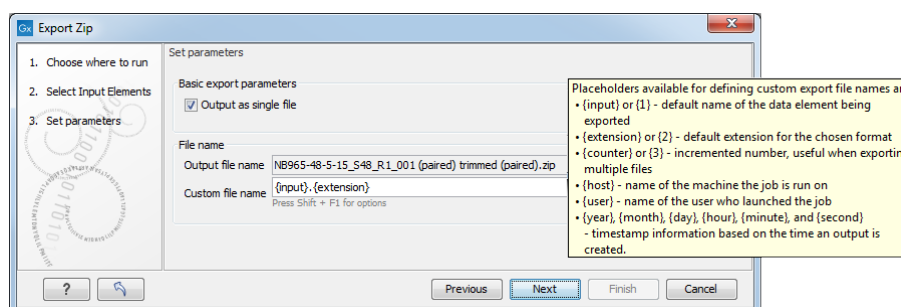 Gx Export Zip
1. Choose where to run
2. Select Input Elements
3. Set parameters
Set parameters
Basic export parameters
Output as single file
File name
Output file name NB965-48-5-15_S48_R1_001 (paired) trimmed (paired).zip
Custom file name {input}.{extension}
Press Shift + F1 for options
Placeholders available for defining custom export file names
• {input} or {1} - default name of the data element being
exported
• {extension} or {2} - default extension for the chosen format
• {counter} or {3} - incremented number, useful when
multiple files
• {host} - name of the machine the job is run on
• {user} - name of the user who launched the job
• {year}, {month}, {day}, {hour}, {minute}, and {second}
- timestamp information based on the time an output is
created.
? Previous Next Finish Cancel